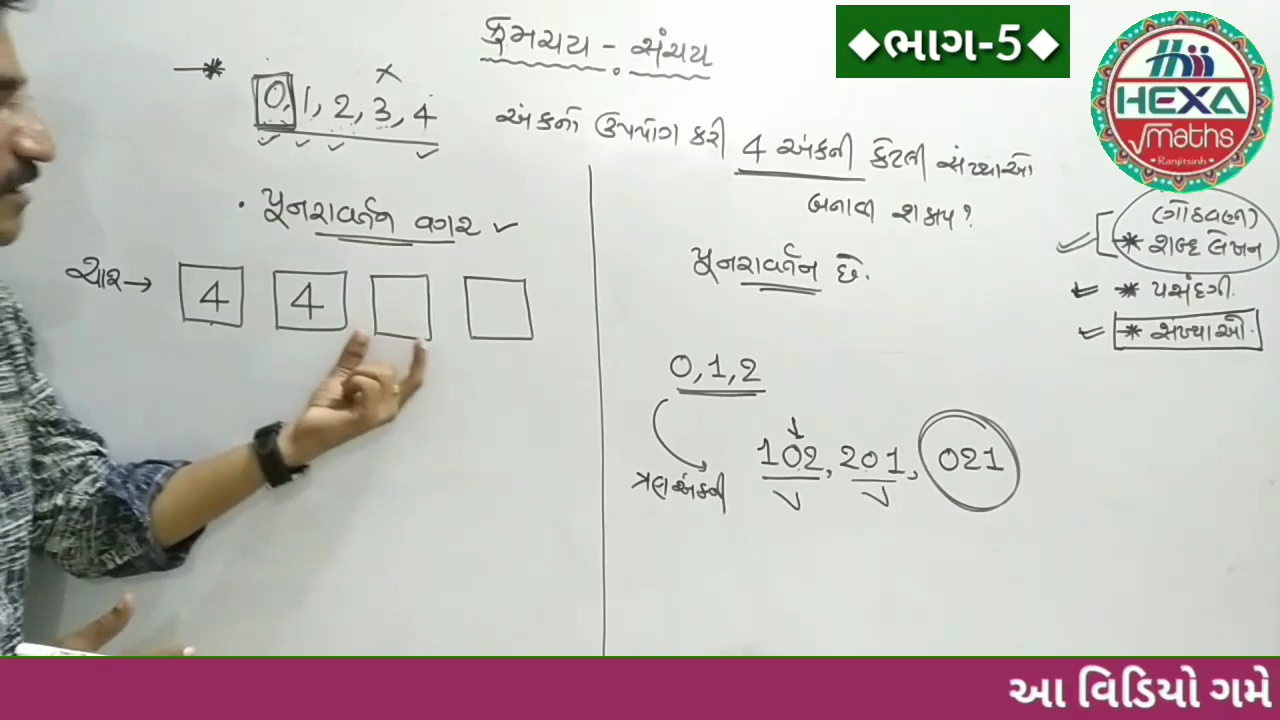 ક્રમચય - સંચય
◆ભાગ-5◆
HEXA
√maths
Ranjitsinh
0, 1, 2, 3, 4
અંકનો ઉપયોગ કરી 4 અંકની કેટલી સંખ્યાઓ
બનાવી શકાય?
(ગોઠવણ)
* શબ્દ લેખન
* પસંદગી.
* સંખ્યાઓ.
• પૂનરાવર્તન વગર ✓
ચાર → 4 4
પૂનરાવર્તન છે.
0, 1, 2
ત્રણ અંકની 102, 201, 021
આ વિડિયો ગમે